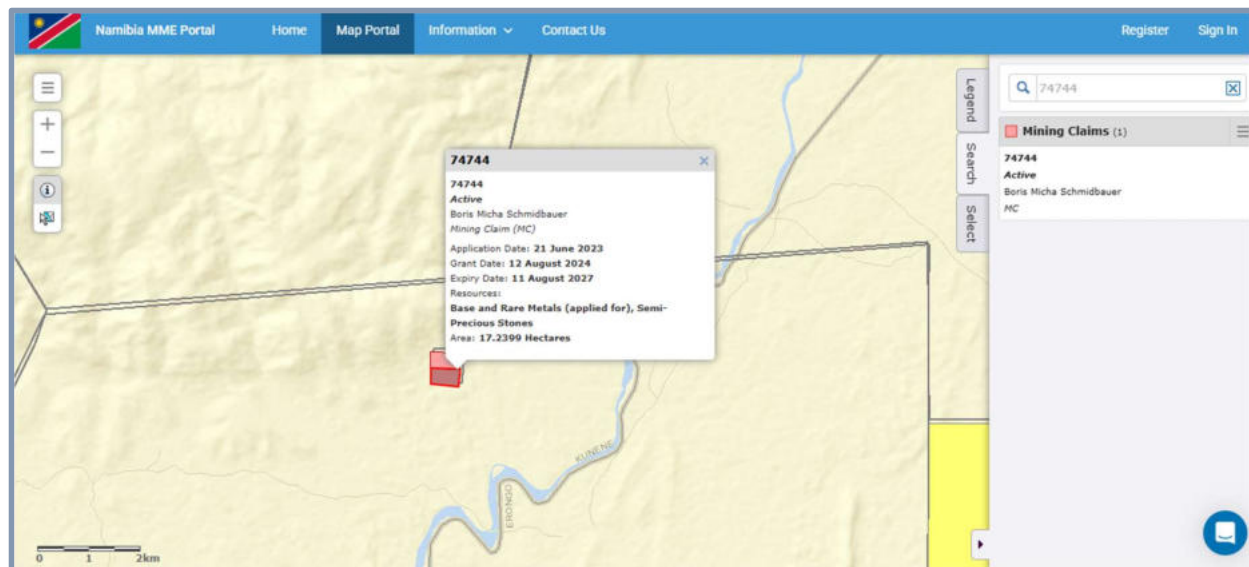 Namibia MME Portal
Home
Map Portal
Information
Contact Us
Register
Sign In
74744
Legend
Search
Select
Mining Claims (1)
74744
Active
Boris Micha Schmidbauer
MC
74744
74744
Active
Boris Micha Schmidbauer
Mining Claim (MC)
Application Date: 21 June 2023
Grant Date: 12 August 2024
Expiry Date: 11 August 2027
Resources:
Base and Rare Metals (applied for), Semi-
Precious Stones
Area: 17.2399 Hectares
KUNENE
ERONGO
0 1 2km